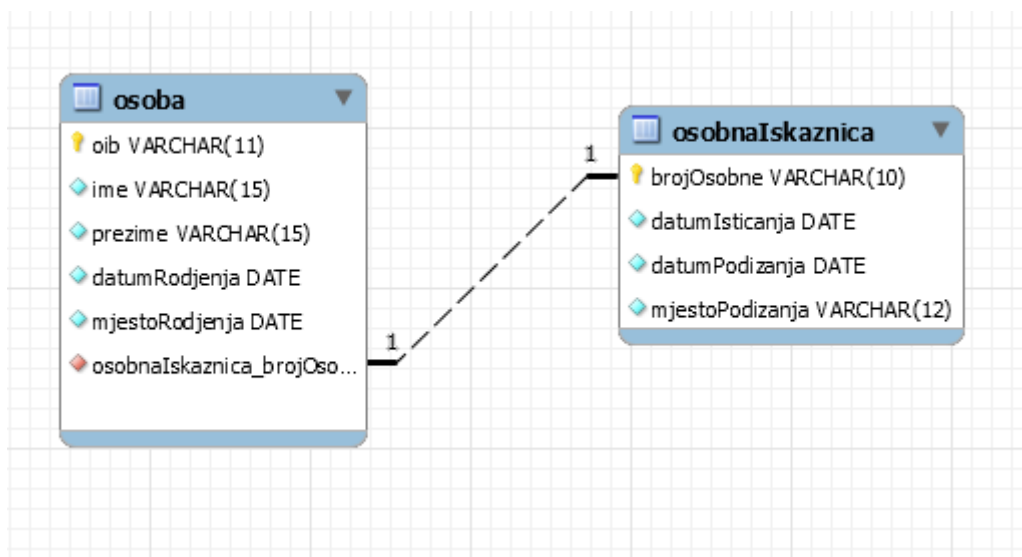 osoba
oib VARCHAR(11)
ime VARCHAR(15)
prezime VARCHAR(15)
datumRodjenja DATE
mjestoRodjenja DATE
osobnaIskaznica_brojOso...
1
1
osobnaIskaznica
brojOsobne VARCHAR(10)
datumIsticanja DATE
datumPodizanja DATE
mjestoPodizanja VARCHAR(12)